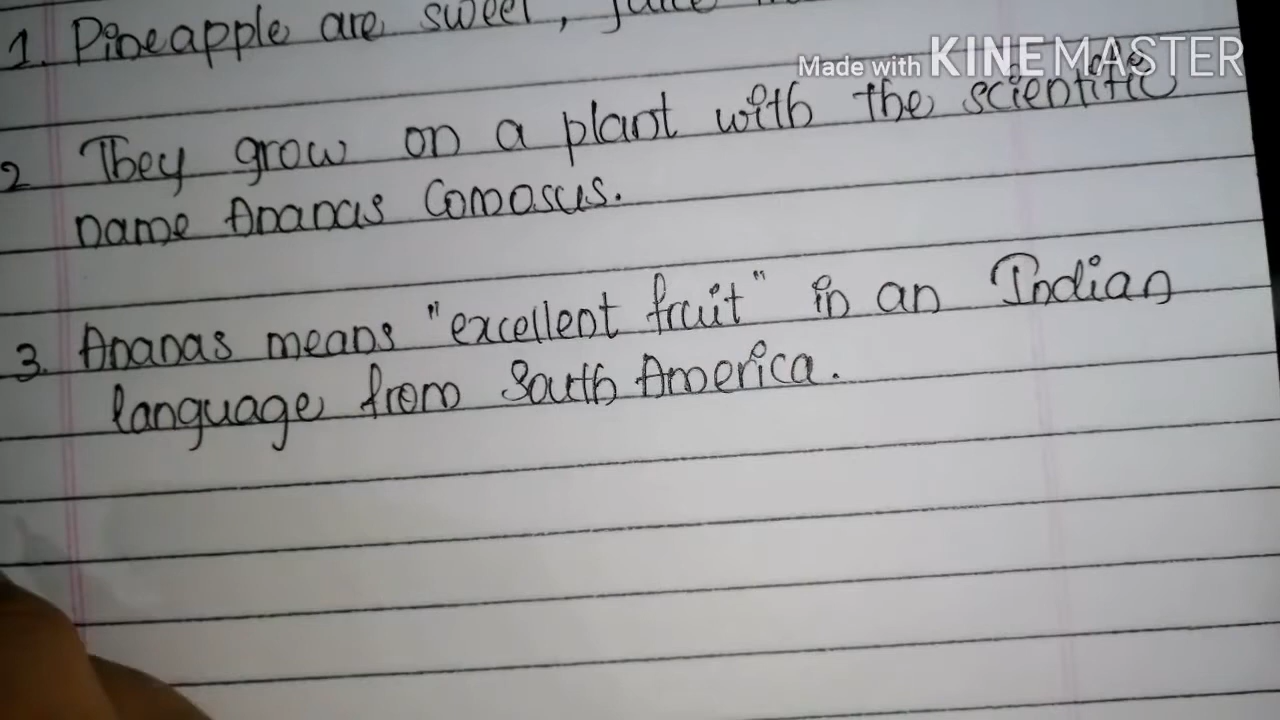 1. Pineapple are sweet,
Made with KINEMASTER
2 They grow on a plant with the scientific
name Ananas Comosus.
3. Ananas means "excellent fruit" in an Indian
language from South America.